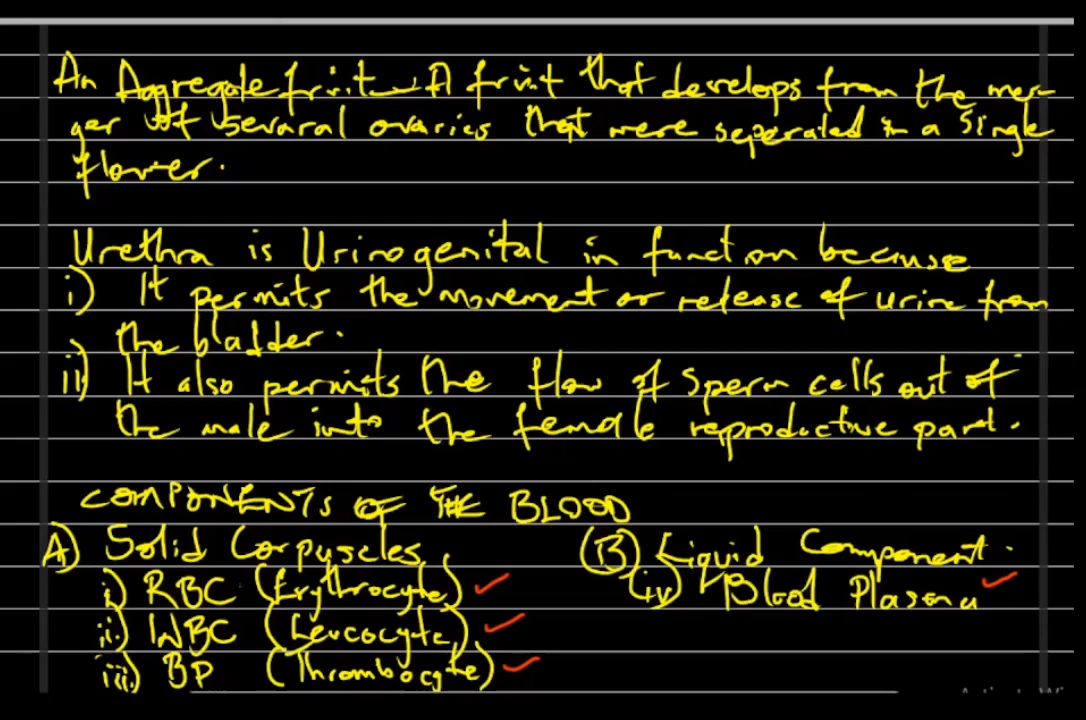 An Aggregate fruit → A fruit that develops from the mer-
ger of sevaral ovaries that were seperated in a single
flower.
Urethra is Urinogenital in function because
i) It permits the movement or release of urine from
the bladder.
ii) It also permits the flow of sperm cells out of
the male into the female reproductive part.
COMPONENTS OF THE BLOOD
A) Solid Corpuscles
(B) Liquid Component.
i) RBC (Erythrocyte)
(iv) Blood Plasma
ii.) WBC (Leucocyte)
iii.) BP (Thrombocyte)